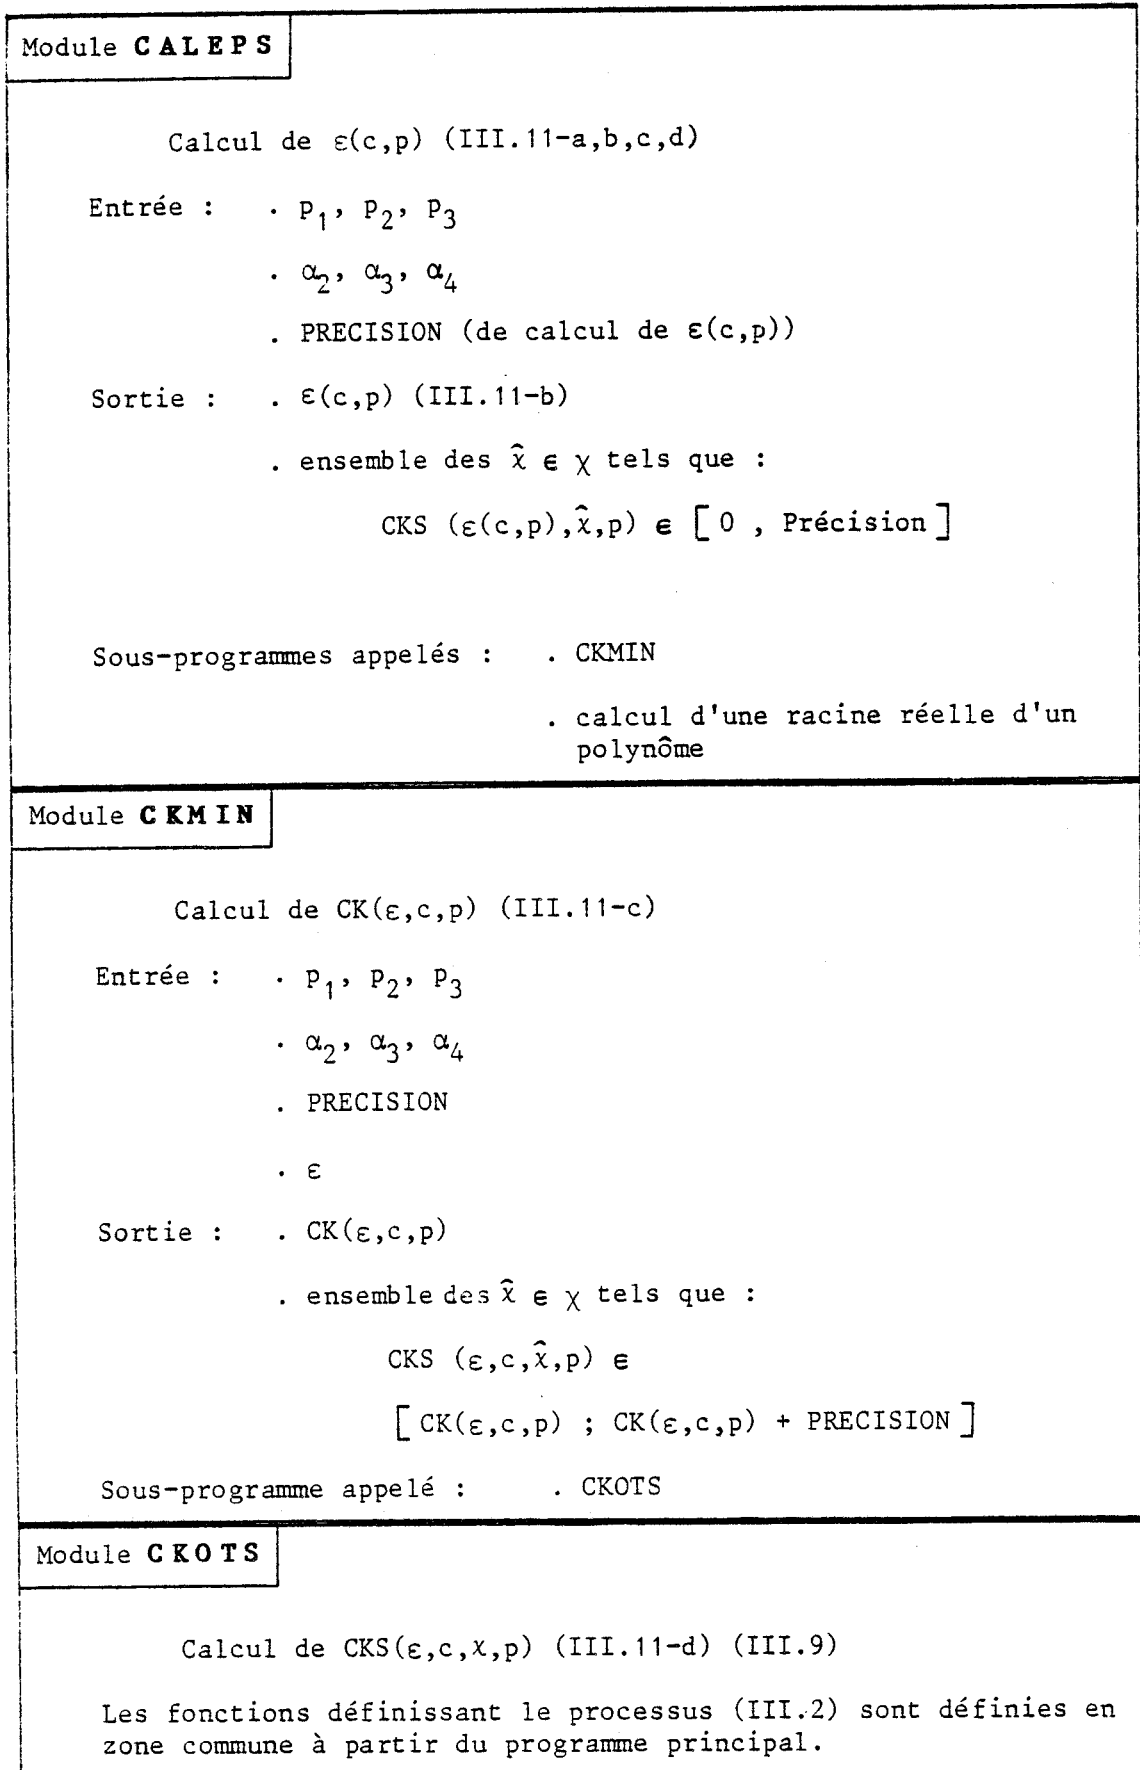 Module CALEPS
Calcul de ε(c,p) (III.11-a,b,c,d)
Entrée : . p₁, p₂, p₃
. α₂, α₃, α₄
. PRECISION (de calcul de ε(c,p))
Sortie : . ε(c,p) (III.11-b)
. ensemble des x̂ ∈ χ tels que :
CKS (ε(c,p),x̂,p) ∈ [ 0 , Précision ]
Sous-programmes appelés : . CKMIN
. calcul d'une racine réelle d'un
polynôme
Module CKMIN
Calcul de CK(ε,c,p) (III.11-c)
Entrée : . p₁, p₂, p₃
. α₂, α₃, α₄
. PRECISION
. ε
Sortie : . CK(ε,c,p)
. ensemble des x̂ ∈ χ tels que :
CKS (ε,c,x̂,p) ∈
[ CK(ε,c,p) ; CK(ε,c,p) + PRECISION ]
Sous-programme appelé : . CKOTS
Module CKOTS
Calcul de CKS(ε,c,x,p) (III.11-d) (III.9)
Les fonctions définissant le processus (III.2) sont définies en
zone commune à partir du programme principal.